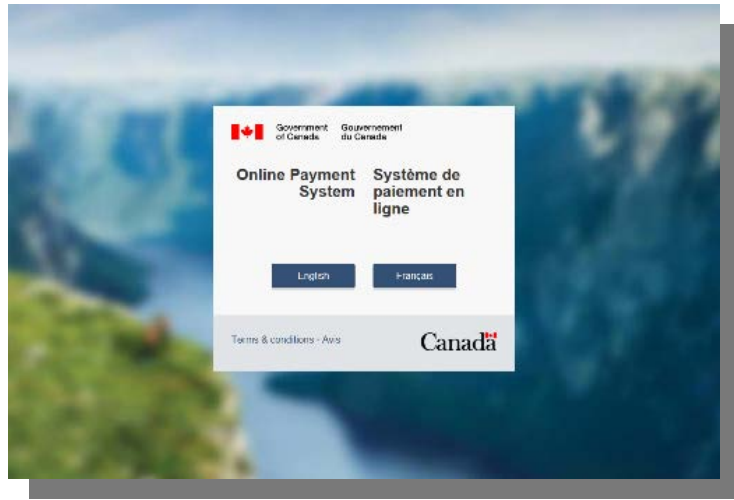 Government
of Canada
Gouvernement
du Canada
Online Payment
System
Système de
paiement en
ligne
English
Français
Terms & conditions - Avis
Canada